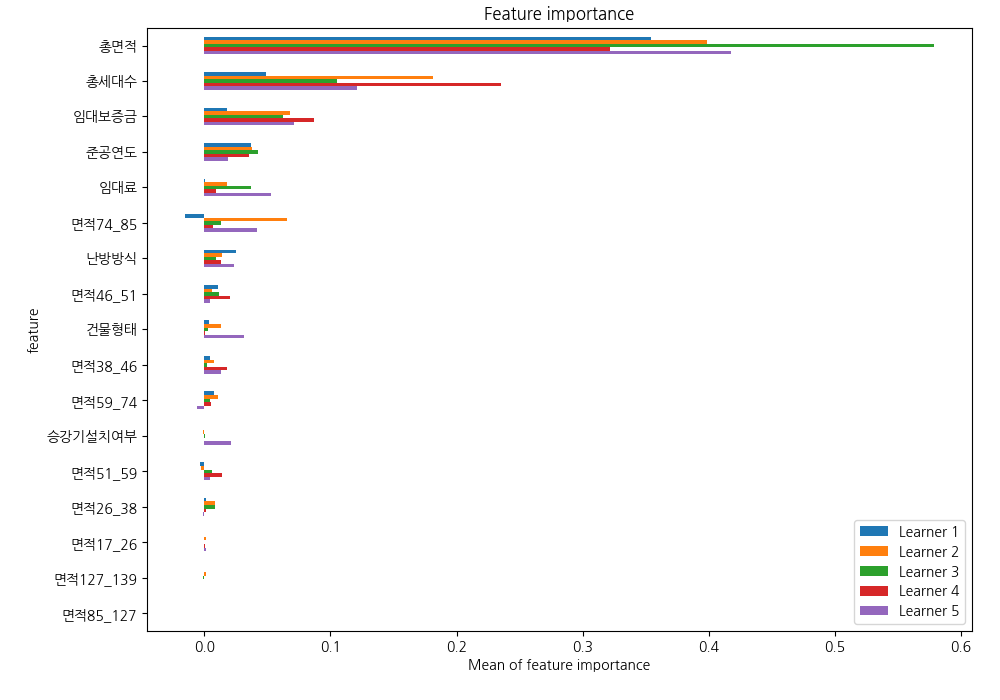 Feature importance
총면적
총세대수
임대보증금
준공연도
임대료
면적74_85
난방방식
면적46_51
건물형태
면적38_46
면적59_74
승강기설치여부
면적51_59
면적26_38
면적17_26
면적127_139
면적85_127
feature
0.0 0.1 0.2 0.3 0.4 0.5 0.6
Mean of feature importance
Learner 1
Learner 2
Learner 3
Learner 4
Learner 5